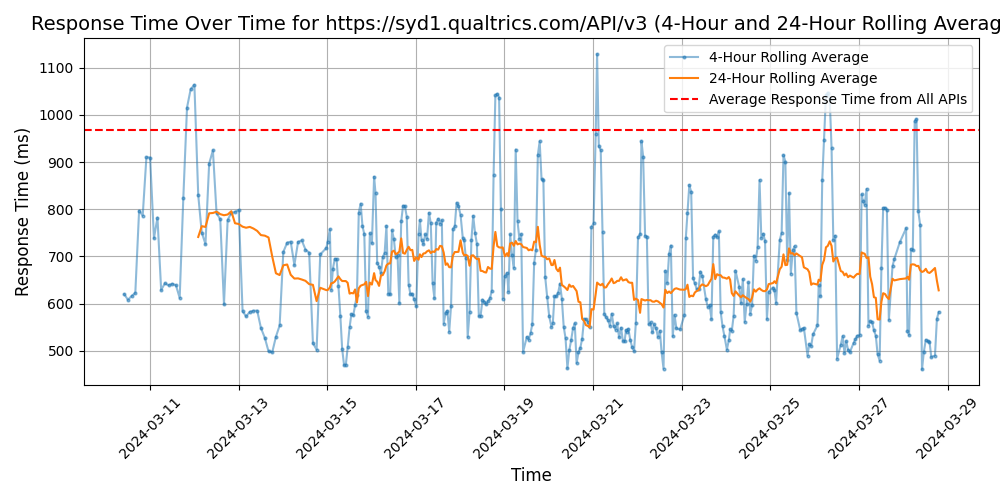 Response Time Over Time for https://syd1.qualtrics.com/API/v3 (4-Hour and 24-Hour Rolling Averag
4-Hour Rolling Average
24-Hour Rolling Average
Average Response Time from All APIs
Response Time (ms)
1100
1000
900
800
700
600
500
2024-03-11
2024-03-13
2024-03-15
2024-03-17
2024-03-19
2024-03-21
2024-03-23
2024-03-25
2024-03-27
2024-03-29
Time